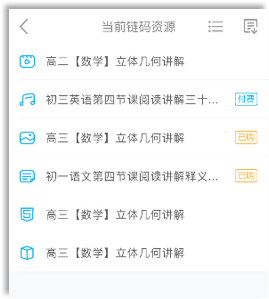 当前链码资源
高二【数学】立体几何讲解
初三英语第四节课阅读讲解三十... 付费
高三【数学】立体几何讲解 已购
初一语文第四节课阅读讲解释义... 已购
高三【数学】立体几何讲解
高三【数学】立体几何讲解